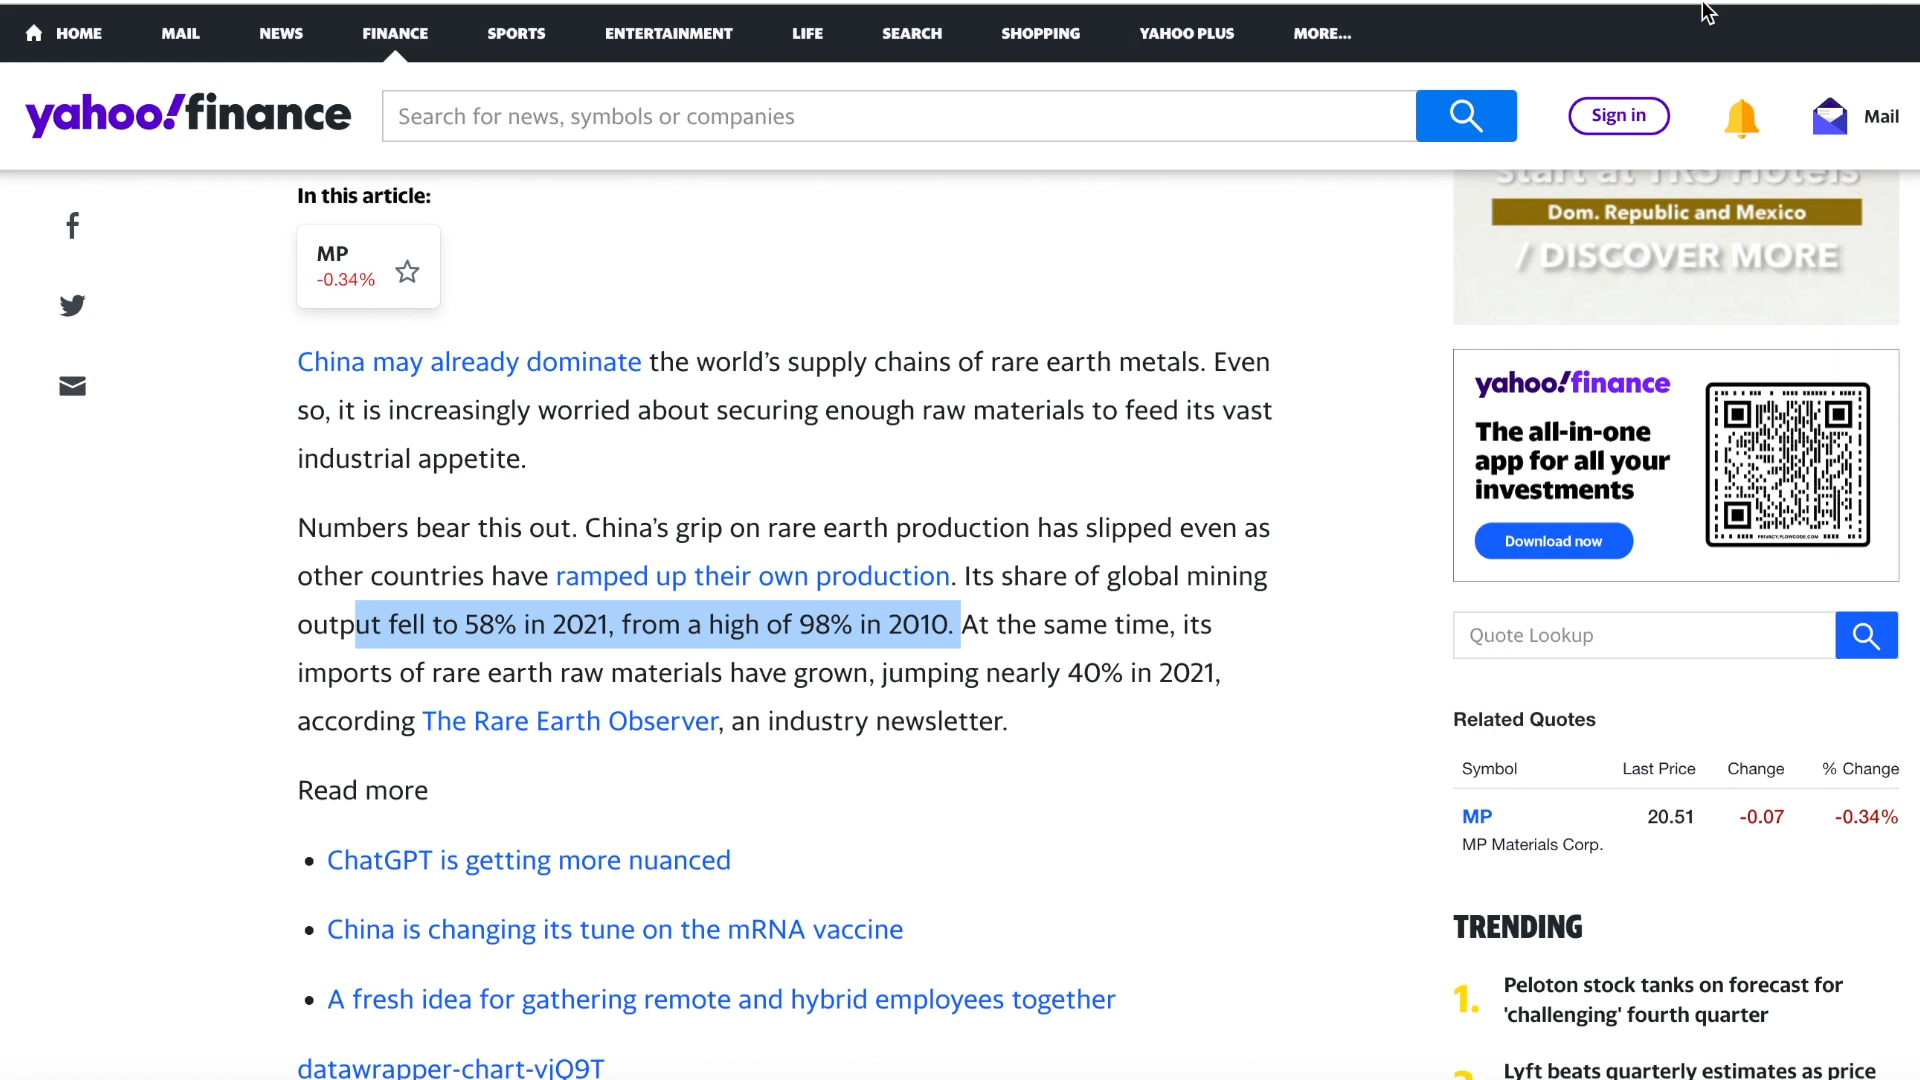 HOME MAIL NEWS FINANCE SPORTS ENTERTAINMENT LIFE SEARCH SHOPPING YAHOO PLUS MORE...
yahoo!finance
Search for news, symbols or companies
Sign in
Mail
In this article:
MP
-0.34%
China may already dominate the world’s supply chains of rare earth metals. Even
so, it is increasingly worried about securing enough raw materials to feed its vast
industrial appetite.
Numbers bear this out. China’s grip on rare earth production has slipped even as
other countries have ramped up their own production. Its share of global mining
output fell to 58% in 2021, from a high of 98% in 2010. At the same time, its
imports of rare earth raw materials have grown, jumping nearly 40% in 2021,
according The Rare Earth Observer, an industry newsletter.
Read more
• ChatGPT is getting more nuanced
• China is changing its tune on the mRNA vaccine
• A fresh idea for gathering remote and hybrid employees together
datawrapper-chart-vjQ9T
start at TRS Hotels
Dom. Republic and Mexico
/ DISCOVER MORE
yahoo!finance
The all-in-one
app for all your
investments
Download now
PRIVACY.FLOWCODE.COM
Quote Lookup
Related Quotes
Symbol Last Price Change % Change
MP 20.51 -0.07 -0.34%
MP Materials Corp.
TRENDING
1. Peloton stock tanks on forecast for
'challenging' fourth quarter
2. Lyft beats quarterly estimates as price